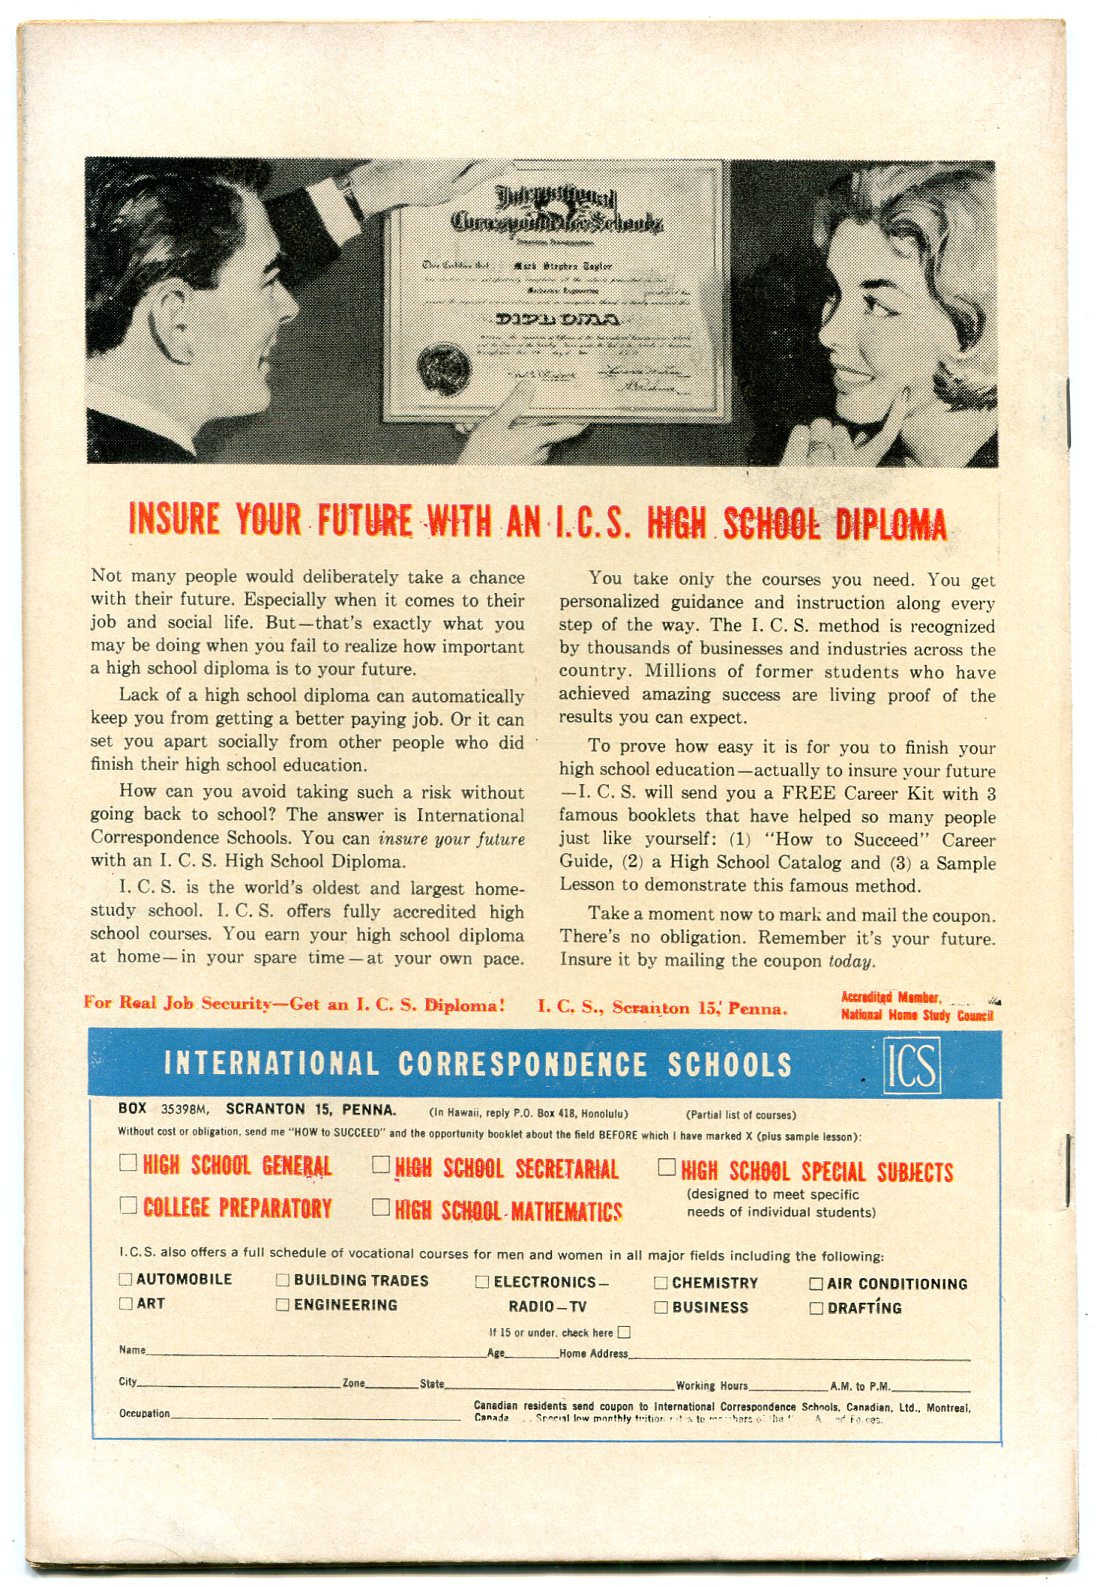 International
Correspondence Schools
This Certifies that Mark Stephen Taylor
Mechanical Engineering
DIPLOMA
INSURE YOUR FUTURE WITH AN I.C.S. HIGH SCHOOL DIPLOMA
Not many people would deliberately take a chance
with their future. Especially when it comes to their
job and social life. But—that's exactly what you
may be doing when you fail to realize how important
a high school diploma is to your future.
Lack of a high school diploma can automatically
keep you from getting a better paying job. Or it can
set you apart socially from other people who did
finish their high school education.
How can you avoid taking such a risk without
going back to school? The answer is International
Correspondence Schools. You can insure your future
with an I. C. S. High School Diploma.
I. C. S. is the world's oldest and largest home-
study school. I. C. S. offers fully accredited high
school courses. You earn your high school diploma
at home—in your spare time—at your own pace.
You take only the courses you need. You get
personalized guidance and instruction along every
step of the way. The I. C. S. method is recognized
by thousands of businesses and industries across the
country. Millions of former students who have
achieved amazing success are living proof of the
results you can expect.
To prove how easy it is for you to finish your
high school education—actually to insure your future
—I. C. S. will send you a FREE Career Kit with 3
famous booklets that have helped so many people
just like yourself: (1) "How to Succeed" Career
Guide, (2) a High School Catalog and (3) a Sample
Lesson to demonstrate this famous method.
Take a moment now to mark and mail the coupon.
There's no obligation. Remember it's your future.
Insure it by mailing the coupon today.
For Real Job Security—Get an I. C. S. Diploma! I. C. S., Scranton 15, Penna.
Accredited Member,
National Home Study Council
INTERNATIONAL CORRESPONDENCE SCHOOLS ICS
BOX 35398M, SCRANTON 15, PENNA. (In Hawaii, reply P.O. Box 418, Honolulu) (Partial list of courses)
Without cost or obligation, send me "HOW to SUCCEED" and the opportunity booklet about the field BEFORE which I have marked X (plus sample lesson):
HIGH SCHOOL GENERAL HIGH SCHOOL SECRETARIAL HIGH SCHOOL SPECIAL SUBJECTS
(designed to meet specific
COLLEGE PREPARATORY HIGH SCHOOL MATHEMATICS needs of individual students)
I.C.S. also offers a full schedule of vocational courses for men and women in all major fields including the following:
AUTOMOBILE BUILDING TRADES ELECTRONICS— CHEMISTRY AIR CONDITIONING
ART ENGINEERING RADIO—TV BUSINESS DRAFTING
If 15 or under, check here
Name Age Home Address
City Zone State Working Hours A.M. to P.M.
Occupation
Canadian residents send coupon to International Correspondence Schools, Canadian, Ltd., Montreal,
Canada Special low monthly tuition